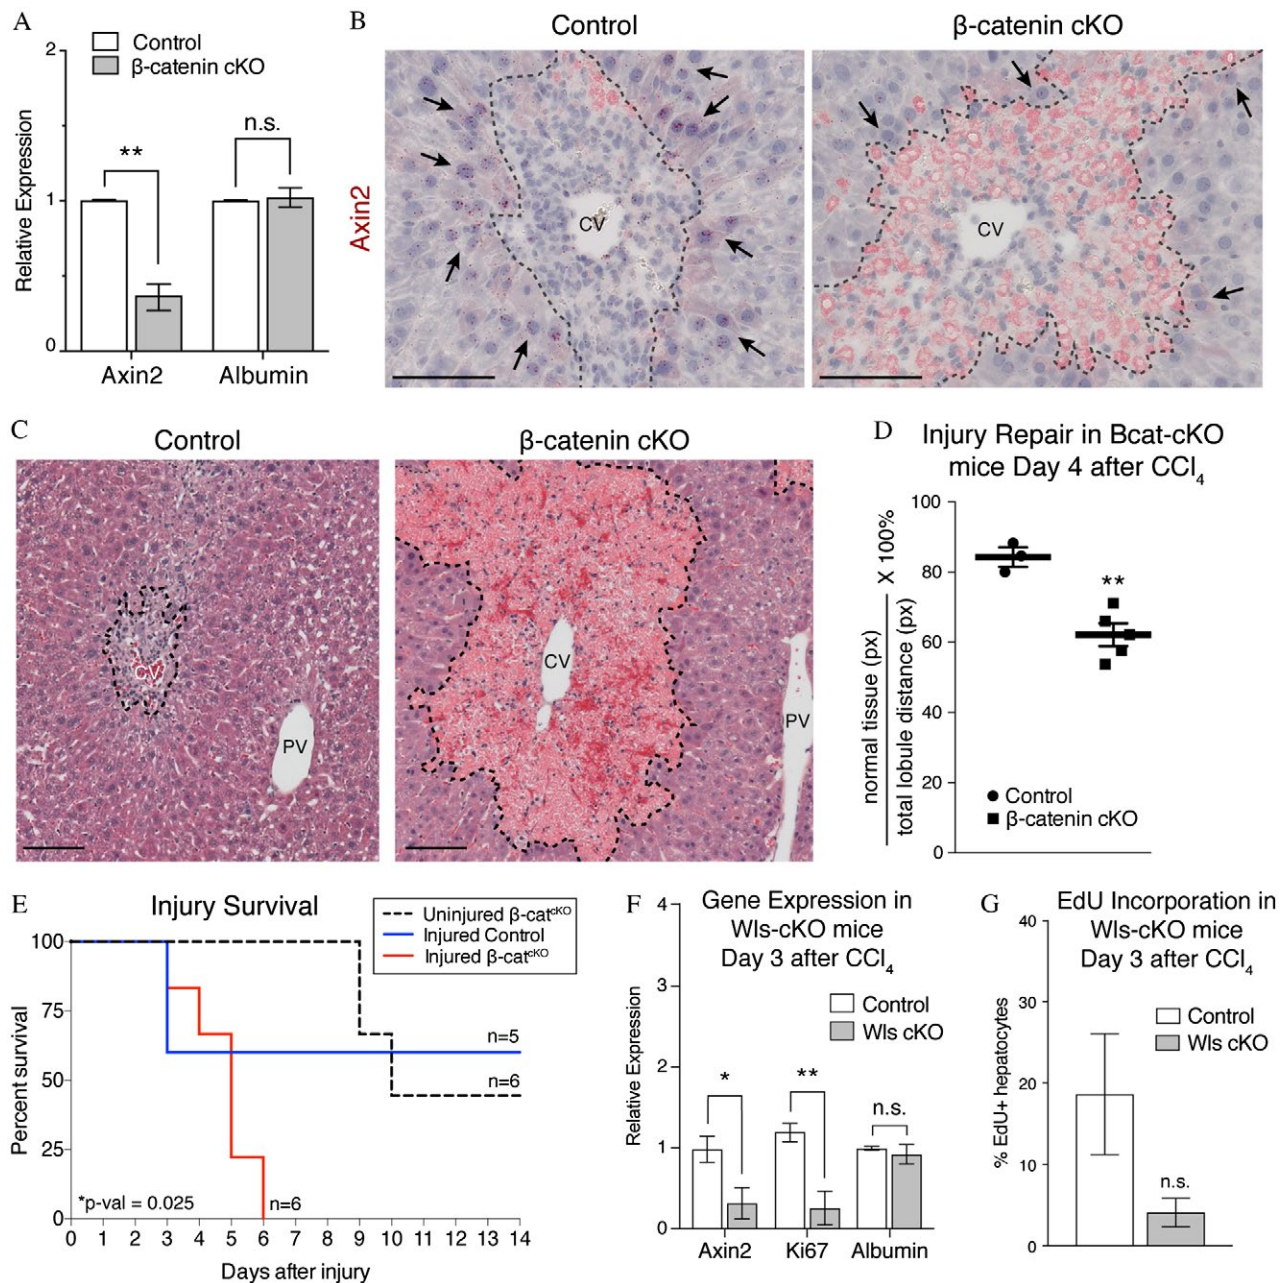 A
Control
β-catenin cKO
2
1
0
Relative Expression
**
n.s.
Axin2
Albumin
B
Control
β-catenin cKO
Axin2
CV
CV
C
Control
β-catenin cKO
CV
PV
CV
PV
D
Injury Repair in Bcat-cKO
mice Day 4 after CCl4
normal tissue (px)
total lobule distance (px)
X 100%
100
80
60
40
20
0
**
Control
β-catenin cKO
E
Injury Survival
Uninjured β-catcKO
Injured Control
Injured β-catcKO
Percent survival
100
75
50
25
0
n=5
n=6
*p-val = 0.025
n=6
0 1 2 3 4 5 6 7 8 9 10 11 12 13 14
Days after injury
F
Gene Expression in
Wls-cKO mice
Day 3 after CCl4
Control
Wls cKO
Relative Expression
4
3
2
1
0
*
**
n.s.
Axin2
Ki67
Albumin
G
EdU Incorporation in
Wls-cKO mice
Day 3 after CCl4
Control
Wls cKO
% EdU+ hepatocytes
40
30
20
10
0
n.s.